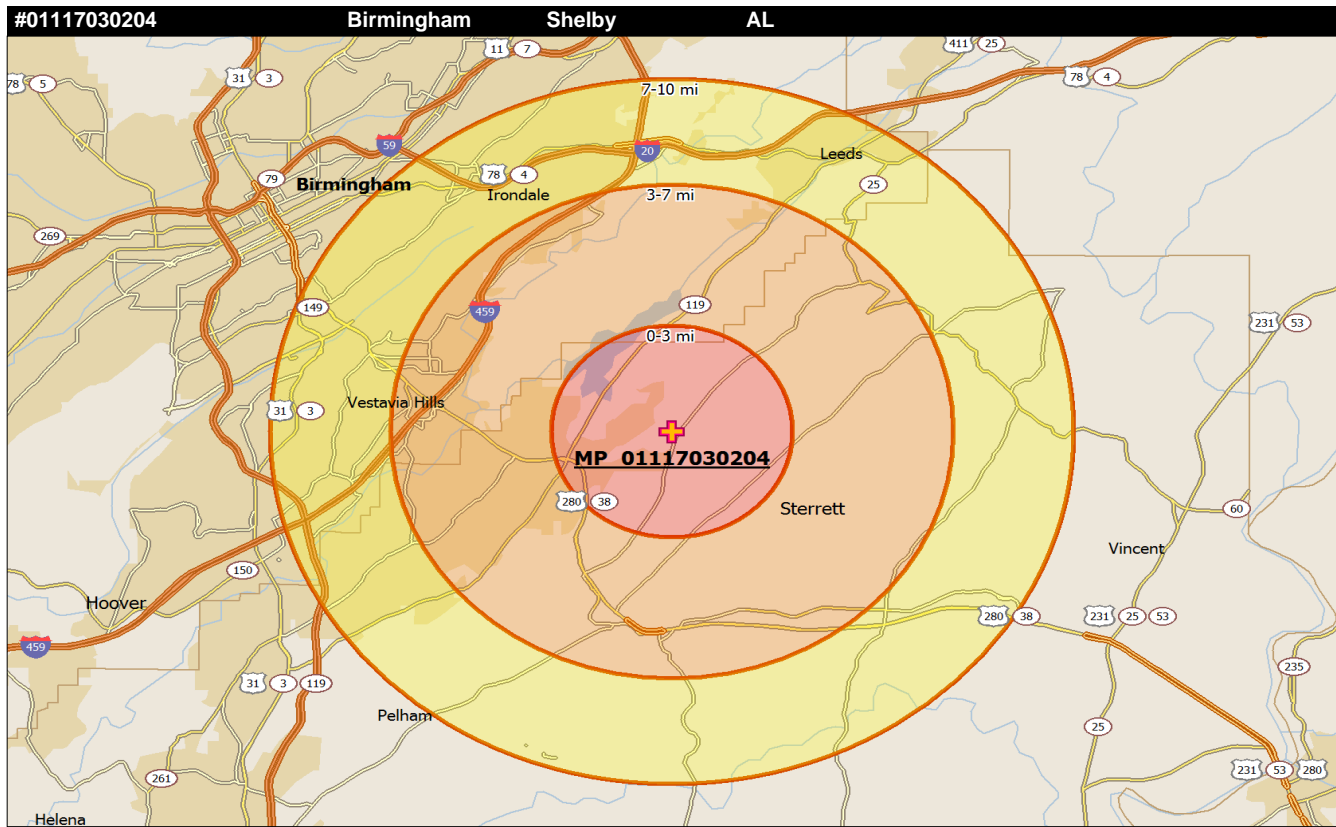 #01117030204 Birmingham Shelby AL
11 7
411 25
31 3
78 5
78 4
7-10 mi
59
20
Leeds
79
Birmingham
78 4
Irondale
25
3-7 mi
269
149
459
119
231 53
0-3 mi
Vestavia Hills
31 3
MP 01117030204
280 38
Sterrett
60
Vincent
150
Hoover
280 38
231 25 53
459
235
31 3 119
Pelham
25
261
231 53 280
Helena